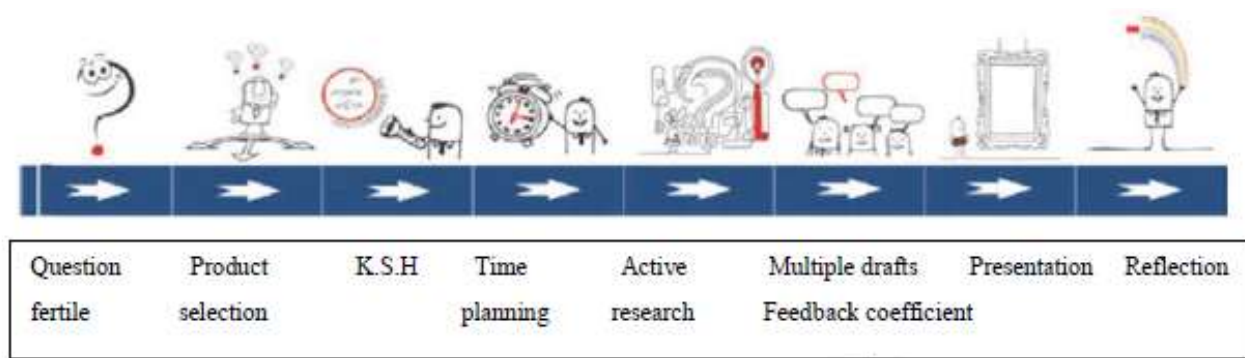 Question Product K.S.H Time Active Multiple drafts Presentation Reflection
fertile selection planning research Feedback coefficient